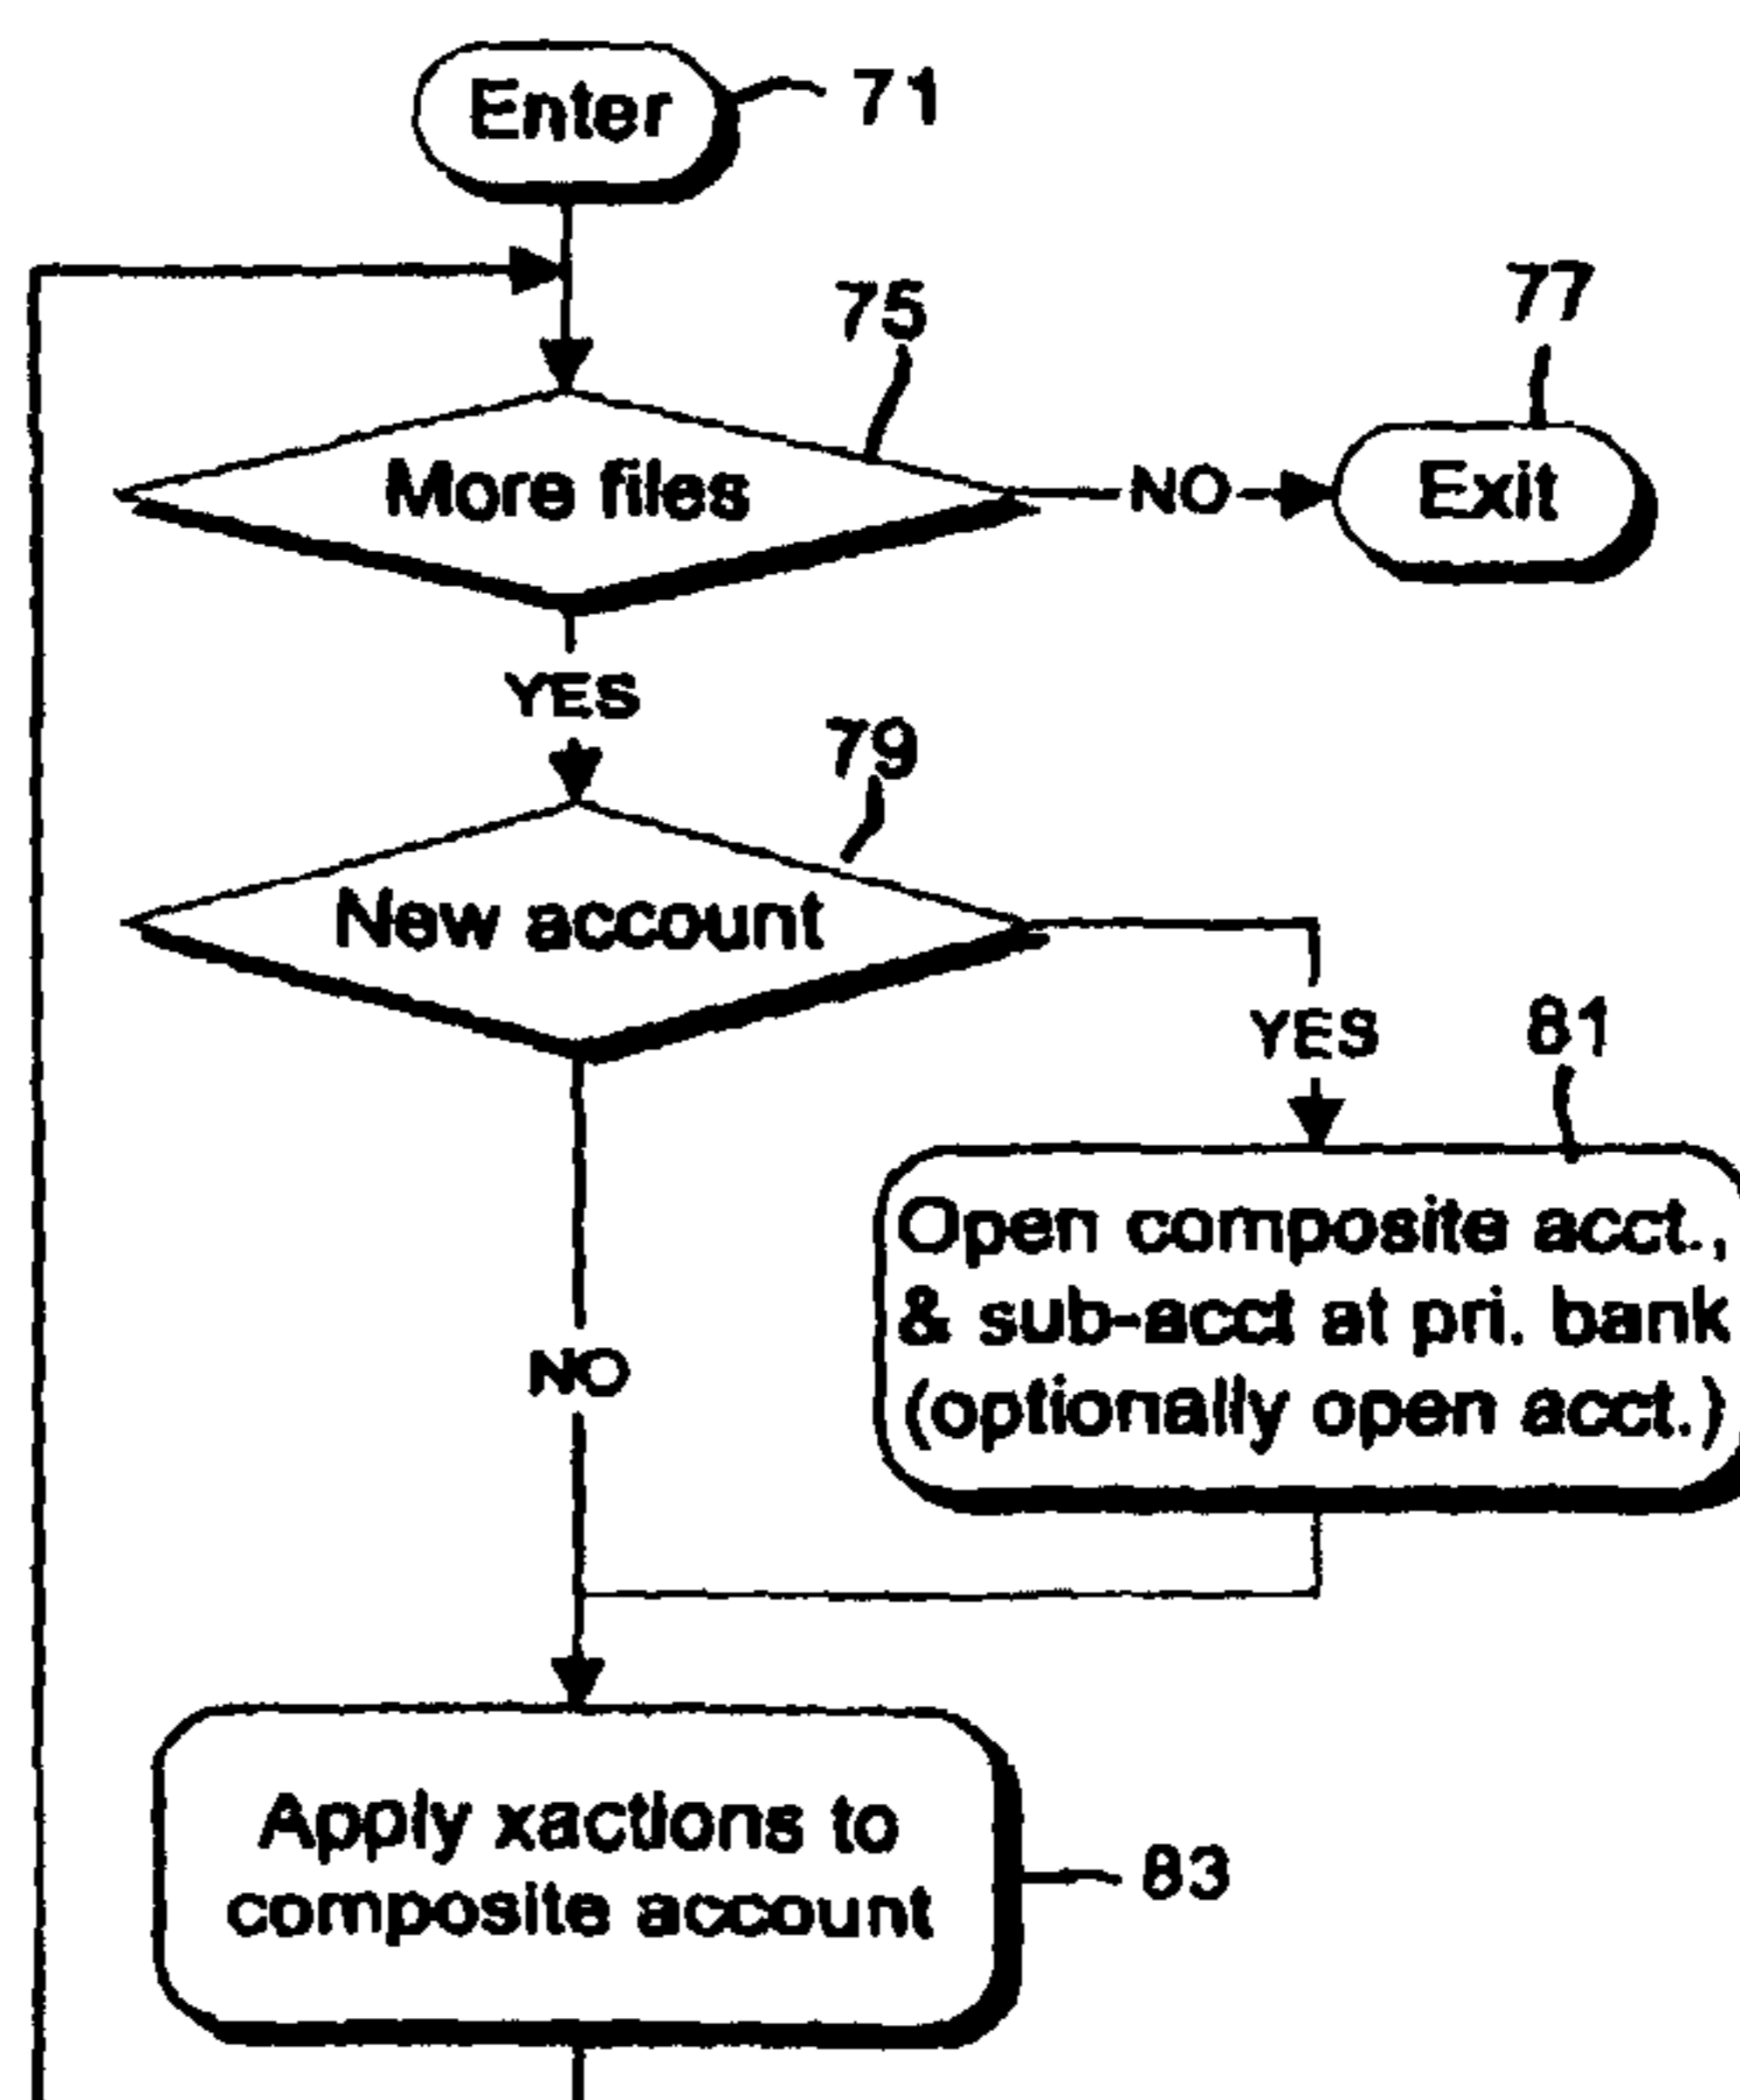 Enter
71
75
77
More files
NO
Exit
YES
79
New account
YES
81
Open composite acct.,
& sub-acct at pri. bank
(optionally open acct.)
NO
Apply xactions to
composite account
83